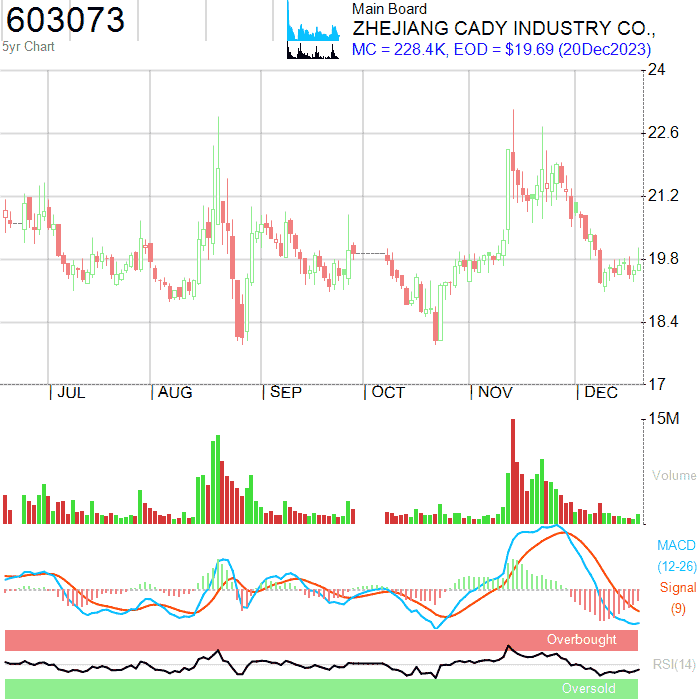 603073
5yr Chart
Main Board
ZHEJIANG CADY INDUSTRY CO.,
MC = 228.4K, EOD = $19.69 (20Dec2023)
24
22.6
21.2
19.8
18.4
17
JUL
AUG
SEP
OCT
NOV
DEC
15M
Volume
MACD
(12-26)
Signal
(9)
Overbought
RSI(14)
Oversold